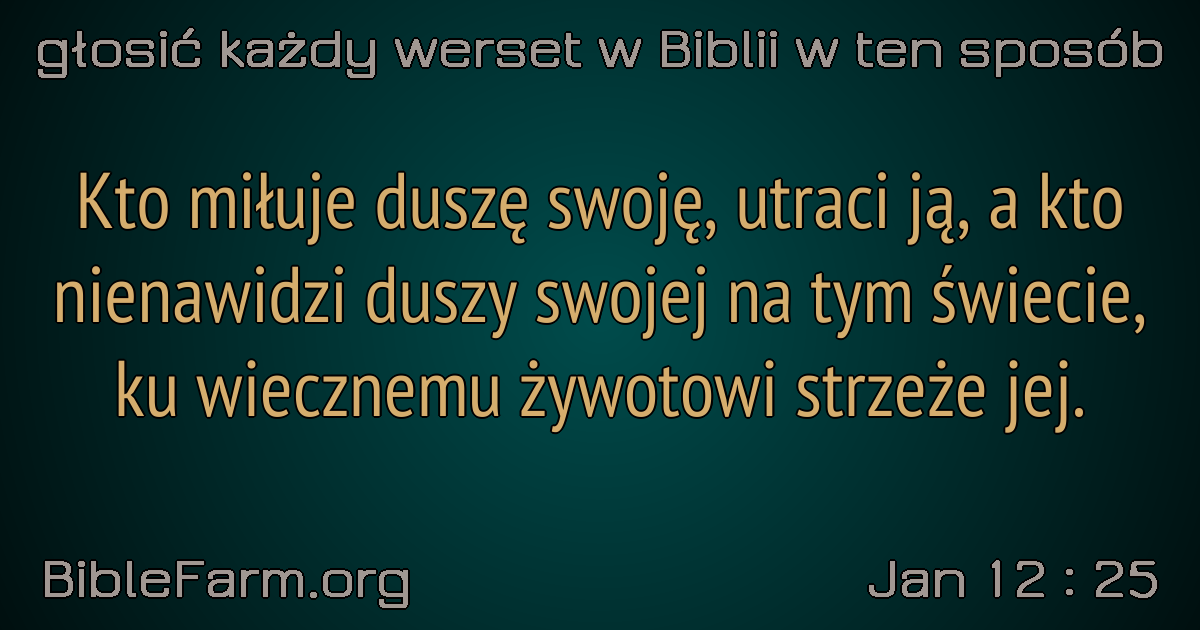 głosić każdy werset w Biblii w ten sposób
Kto miłuje duszę swoję, utraci ją, a kto
nienawidzi duszy swojej na tym świecie,
ku wiecznemu żywotowi strzeże jej.
BibleFarm.org
Jan 12 : 25